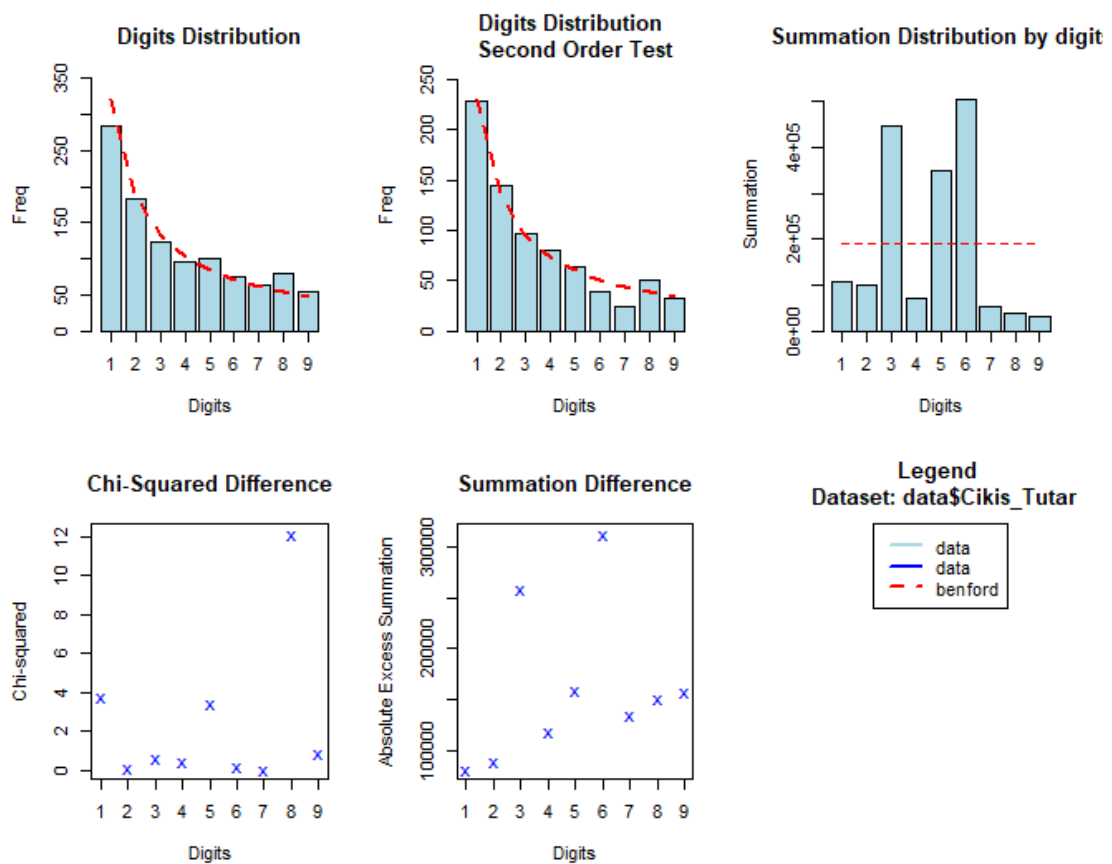 Digits Distribution
350
250
150
50
0
Freq
1 2 3 4 5 6 7 8 9
Digits
Digits Distribution
Second Order Test
250
200
150
100
50
0
Freq
1 2 3 4 5 6 7 8 9
Digits
Summation Distribution by digits
4e+05
2e+05
0e+00
Summation
1 2 3 4 5 6 7 8 9
Digits
Chi-Squared Difference
12
10
8
6
4
2
0
Chi-squared
1 2 3 4 5 6 7 8 9
Digits
Summation Difference
300000
200000
100000
Absolute Excess Summation
1 2 3 4 5 6 7 8 9
Digits
Legend
Dataset: data$Cikis_Tutar
data
data
benford